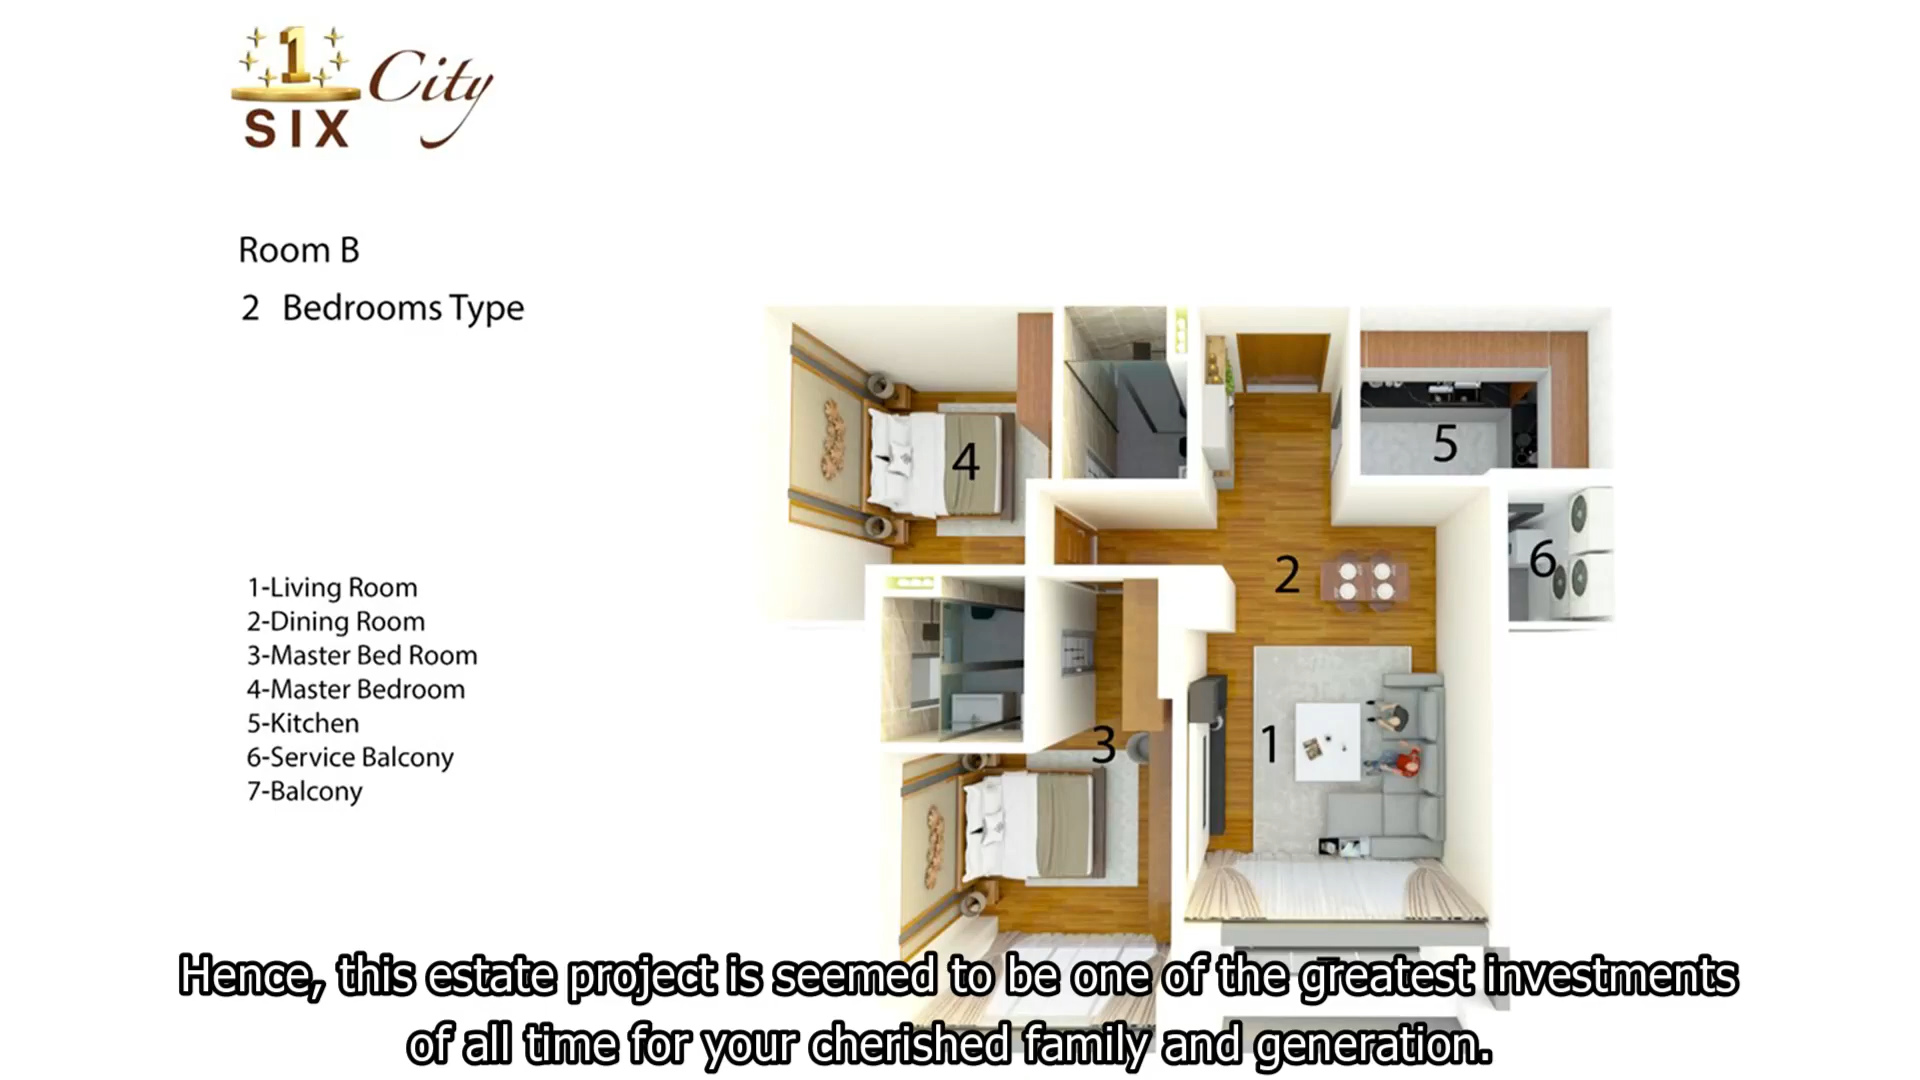 1
SIX City
Room B
2 Bedrooms Type
1-Living Room
2-Dining Room
3-Master Bed Room
4-Master Bedroom
5-Kitchen
6-Service Balcony
7-Balcony
4
5
2
6
3
1
Hence, this estate project is seemed to be one of the greatest investments
of all time for your cherished family and generation.